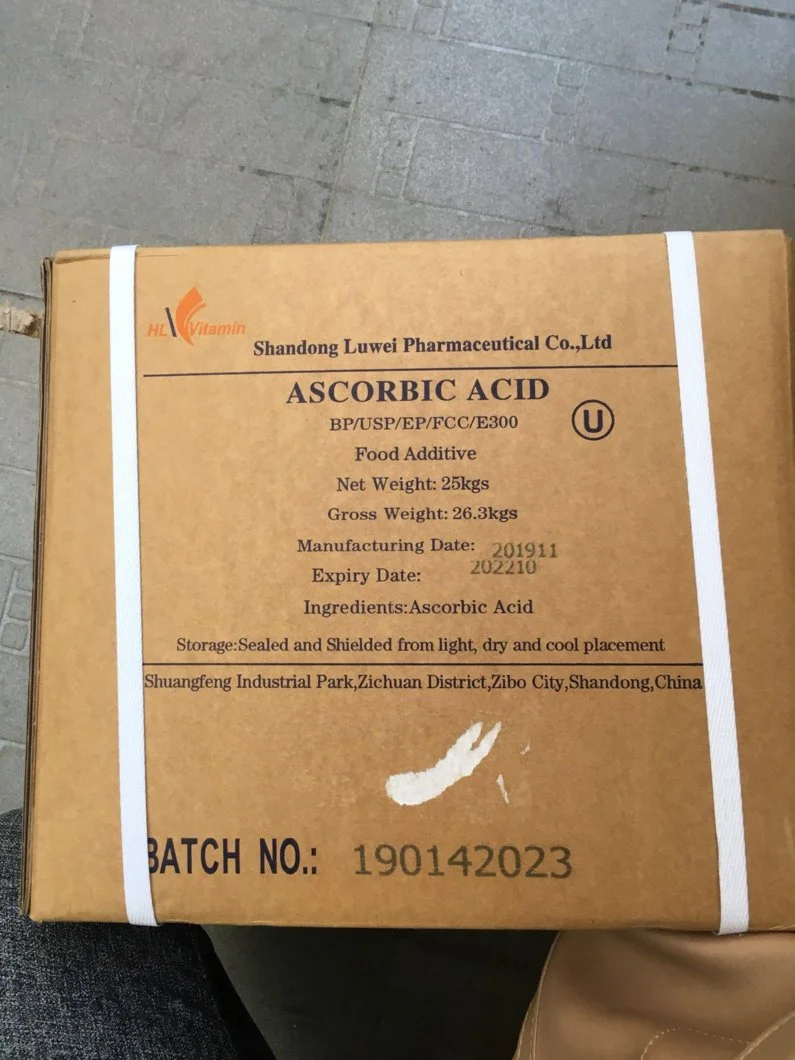 HL Vitamin
Shandong Luwei Pharmaceutical Co.,Ltd
ASCORBIC ACID
BP/USP/EP/FCC/E300
U
Food Additive
Net Weight: 25kgs
Gross Weight: 26.3kgs
Manufacturing Date: 201911
Expiry Date: 202210
Ingredients:Ascorbic Acid
Storage:Sealed and Shielded from light, dry and cool placement
Shuangfeng Industrial Park,Zichuan District,Zibo City,Shandong,China
BATCH NO.: 190142023